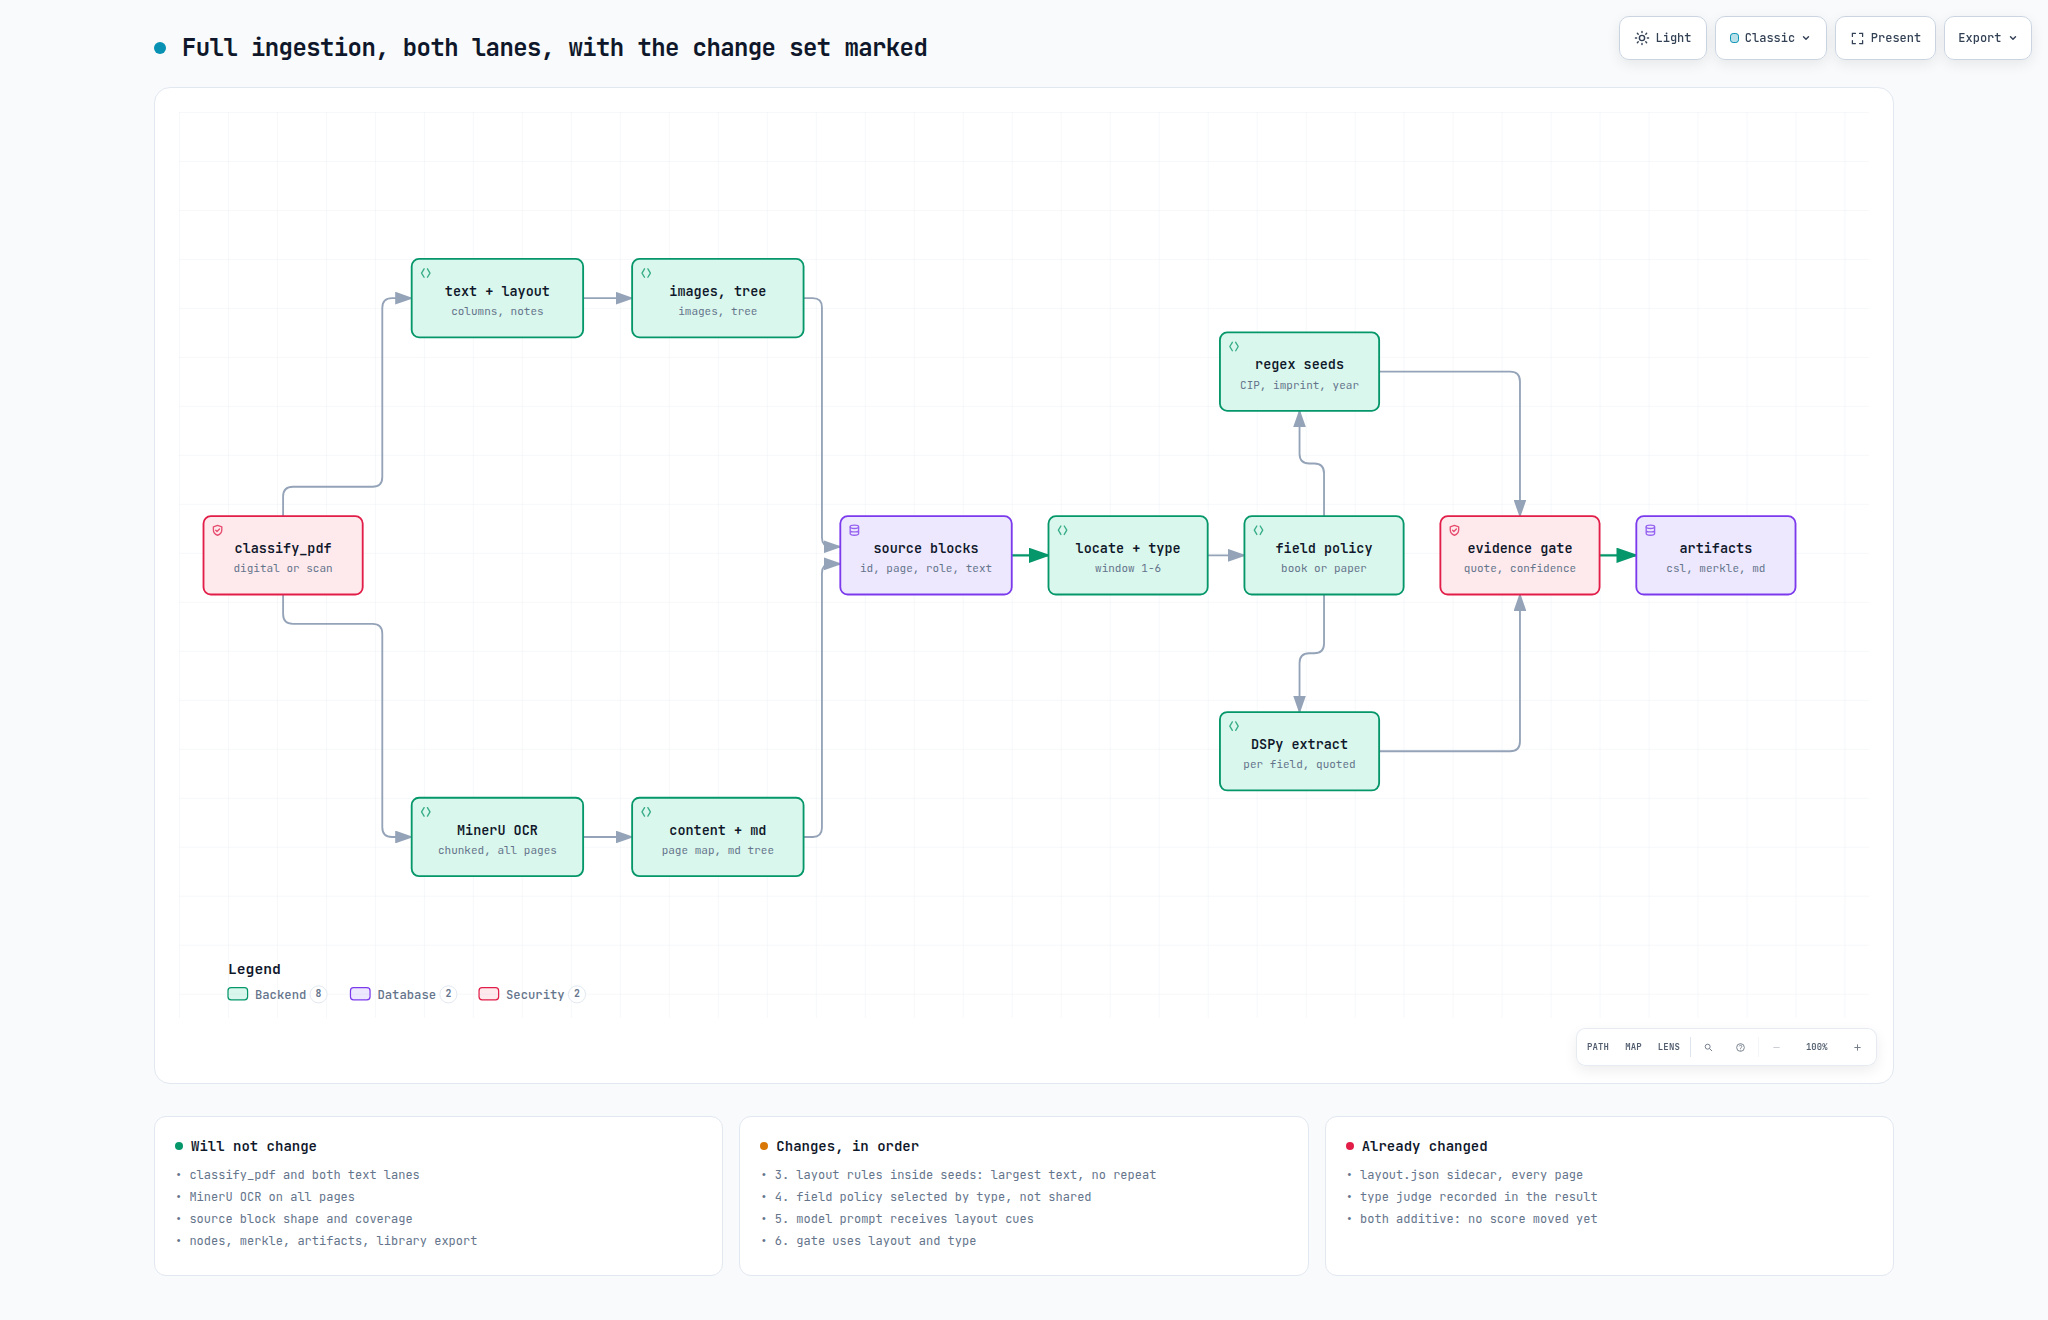 Full ingestion, both lanes, with the change set marked
Light
Classic
Present
Export
text + layout
columns, notes
images, tree
images, tree
regex seeds
CIP, imprint, year
classify_pdf
digital or scan
source blocks
id, page, role, text
locate + type
window 1-6
field policy
book or paper
evidence gate
quote, confidence
artifacts
csl, merkle, md
DSPy extract
per field, quoted
MinerU OCR
chunked, all pages
content + md
page map, md tree
Legend
Backend 8
Database 2
Security 2
PATH MAP LENS − 100% +
Will not change
• classify_pdf and both text lanes
• MinerU OCR on all pages
• source block shape and coverage
• nodes, merkle, artifacts, library export
Changes, in order
• 3. layout rules inside seeds: largest text, no repeat
• 4. field policy selected by type, not shared
• 5. model prompt receives layout cues
• 6. gate uses layout and type
Already changed
• layout.json sidecar, every page
• type judge recorded in the result
• both additive: no score moved yet